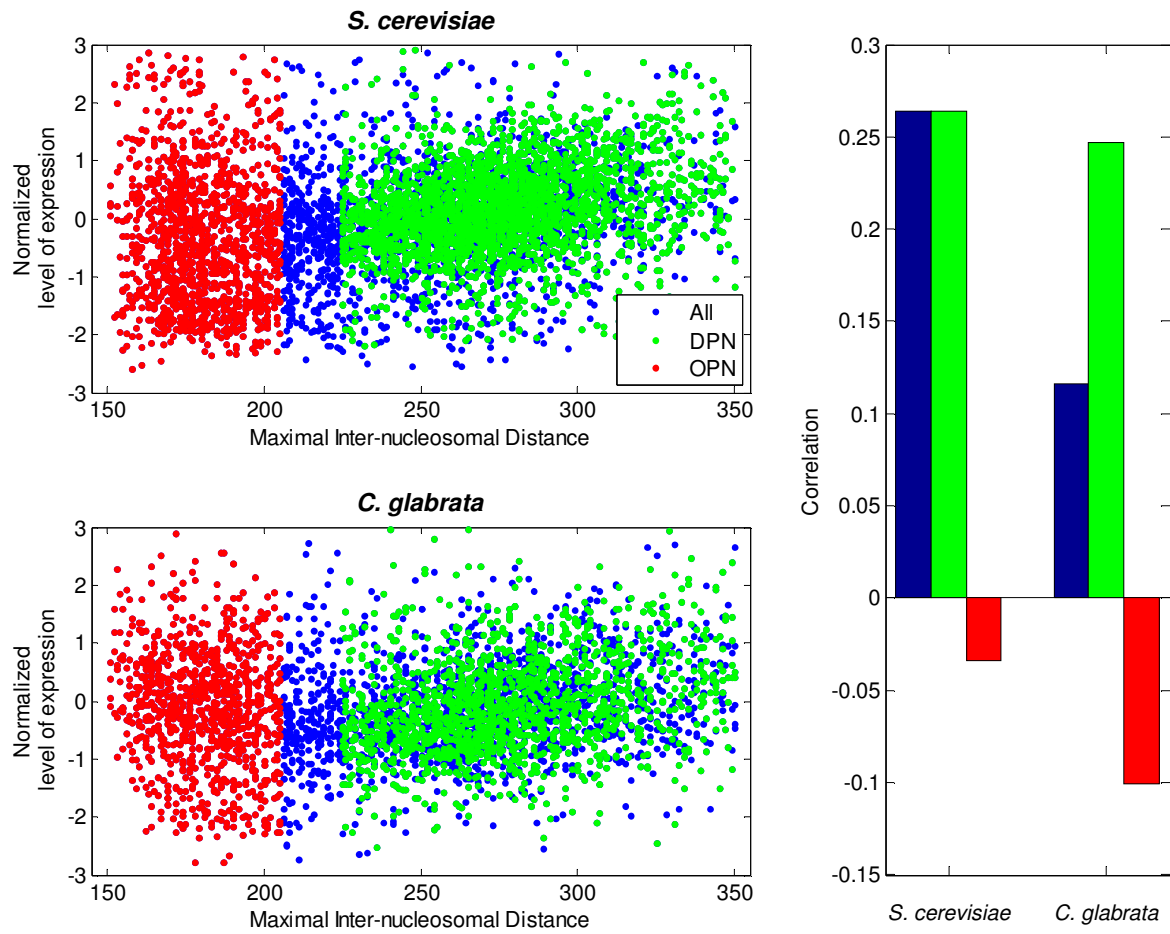 S. cerevisiae
3
2
1
0
-1
-2
-3
Normalized
level of expression
150 200 250 300 350
Maximal Inter-nucleosomal Distance
All
DPN
OPN
C. glabrata
3
2
1
0
-1
-2
-3
Normalized
level of expression
150 200 250 300 350
Maximal Inter-nucleosomal Distance
0.3
0.25
0.2
0.15
0.1
0.05
0
-0.05
-0.1
-0.15
Correlation
S. cerevisiae C. glabrata